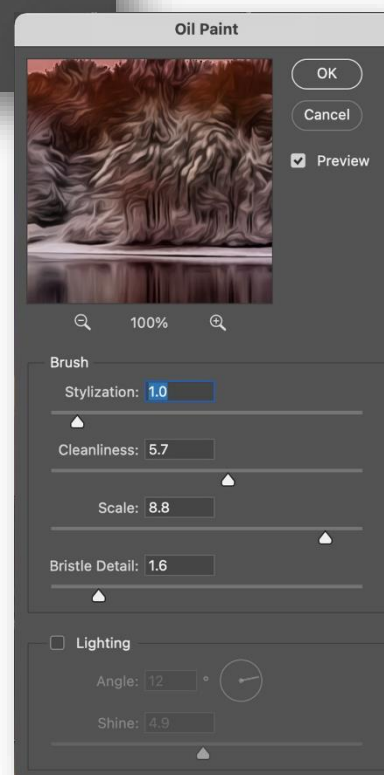 Oil Paint
OK
Cancel
Preview
100%
Brush
Stylization: 1.0
Cleanliness: 5.7
Scale: 8.8
Bristle Detail: 1.6
Lighting
Angle: 12 °
Shine: 4.9